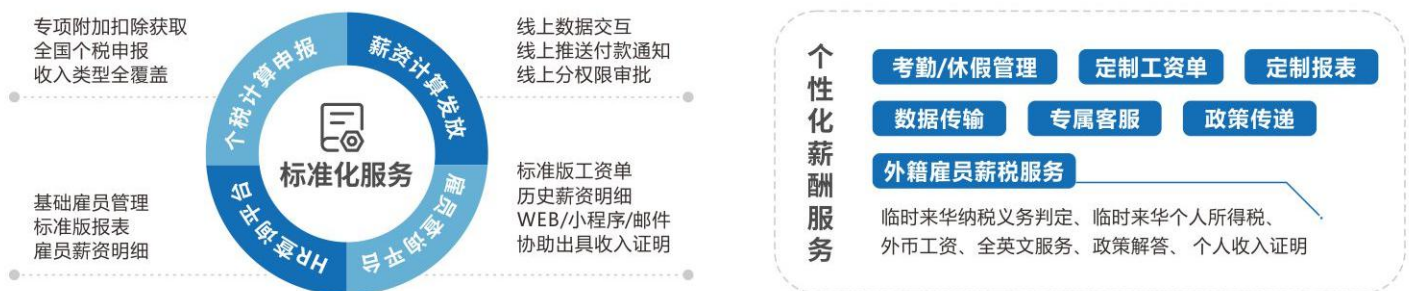 专项附加扣除获取
全国个税申报
收入类型全覆盖
个税计算申报
薪资计算发放
线上数据交互
线上推送付款通知
线上分权限审批
标准化服务
基础雇员管理
标准版报表
雇员薪资明细
HR查询平台
雇员查询平台
标准版工资单
历史薪资明细
WEB/小程序/邮件
协助出具收入证明
个性化薪酬服务
考勤/休假管理
定制工资单
定制报表
数据传输
专属客服
政策传递
外籍雇员薪税服务
临时来华纳税义务判定、临时来华个人所得税、
外币工资、全英文服务、政策解答、个人收入证明